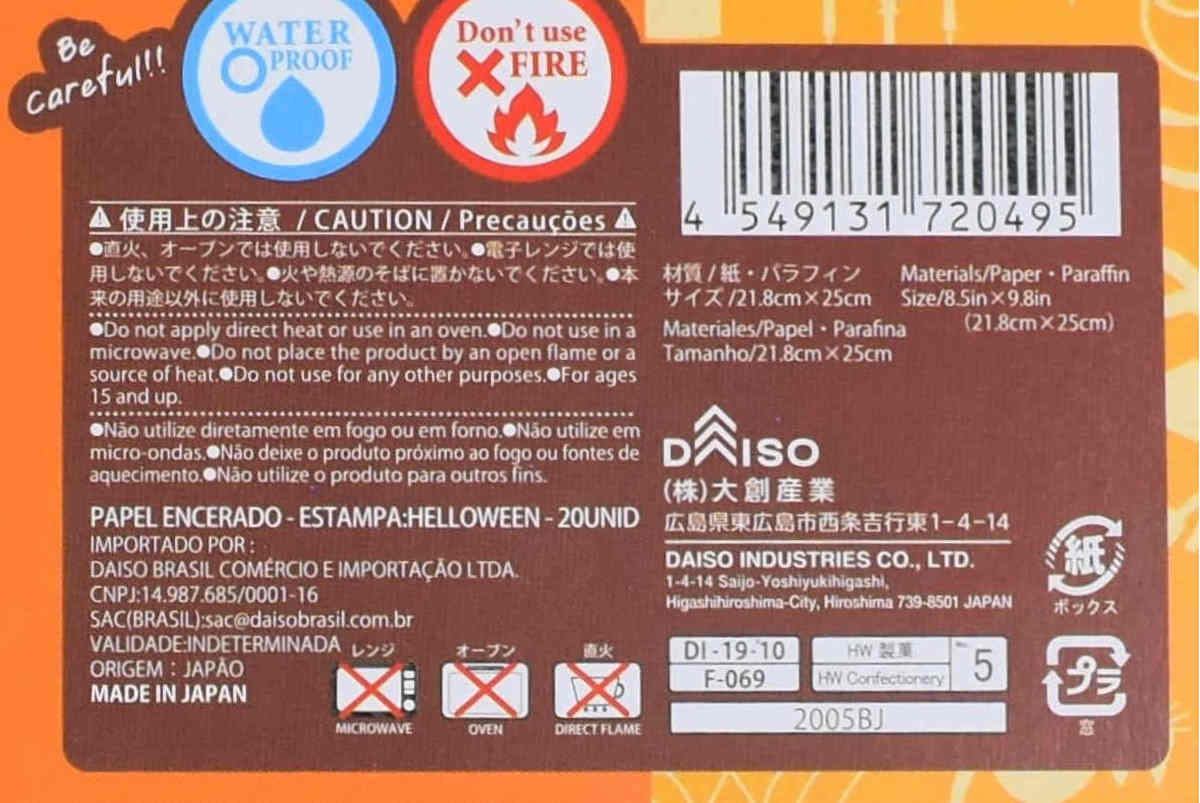 Be
careful!!
WATER
PROOF
Don't use
FIRE
4 549131 720495
⚠ 使用上の注意 / CAUTION / Precauções ⚠
●直火、オーブンでは使用しないでください。●電子レンジでは使
用しないでください。●火や熱源のそばに置かないでください。●本
来の用途以外に使用しないでください。
●Do not apply direct heat or use in an oven.●Do not use in a
microwave.●Do not place the product by an open flame or a
source of heat.●Do not use for any other purposes.●For ages
15 and up.
●Não utilize diretamente em fogo ou em forno.●Não utilize em
micro-ondas.●Não deixe o produto próximo ao fogo ou fontes de
aquecimento.●Não utilize o produto para outros fins.
PAPEL ENCERADO - ESTAMPA:HELLOWEEN - 20UNID
IMPORTADO POR :
DAISO BRASIL COMÉRCIO E IMPORTAÇÃO LTDA.
CNPJ:14.987.685/0001-16
SAC(BRASIL):sac@daisobrasil.com.br
VALIDADE:INDETERMINADA
ORIGEM : JAPÃO
MADE IN JAPAN
レンジ
MICROWAVE
オーブン
OVEN
直火
DIRECT FLAME
材質/紙・パラフィン
サイズ/21.8cm×25cm
Materials/Paper・Paraffin
Size/8.5in×9.8in
(21.8cm×25cm)
Materiales/Papel・Parafina
Tamanho/21.8cm×25cm
DAISO
(株)大創産業
広島県東広島市西条吉行東1-4-14
DAISO INDUSTRIES CO., LTD.
1-4-14 Saijo-Yoshiyukihigashi,
Higashihiroshima-City, Hiroshima 739-8501 JAPAN
紙
ボックス
DI-19-10
F-069
HW 製菓
HW Confectionery
No. 5
2005BJ
プラ
窓